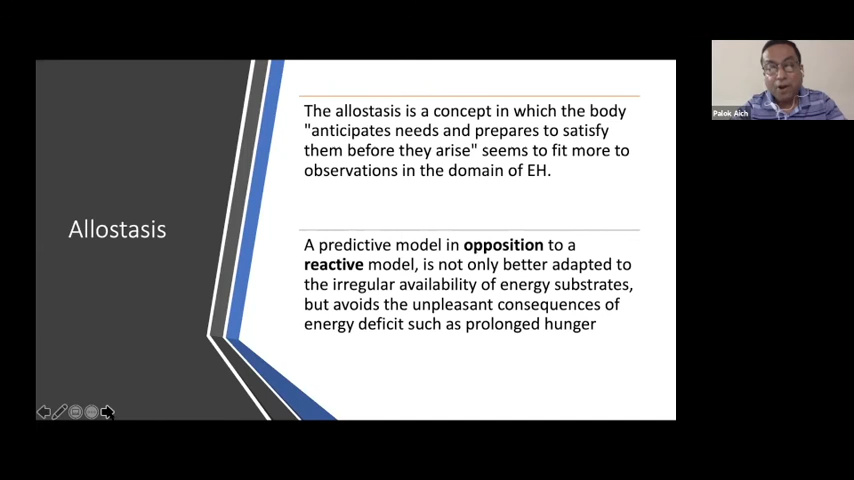 Palok Aich
The allostasis is a concept in which the body
"anticipates needs and prepares to satisfy
them before they arise" seems to fit more to
observations in the domain of EH.
Allostasis
A predictive model in opposition to a
reactive model, is not only better adapted to
the irregular availability of energy substrates,
but avoids the unpleasant consequences of
energy deficit such as prolonged hunger